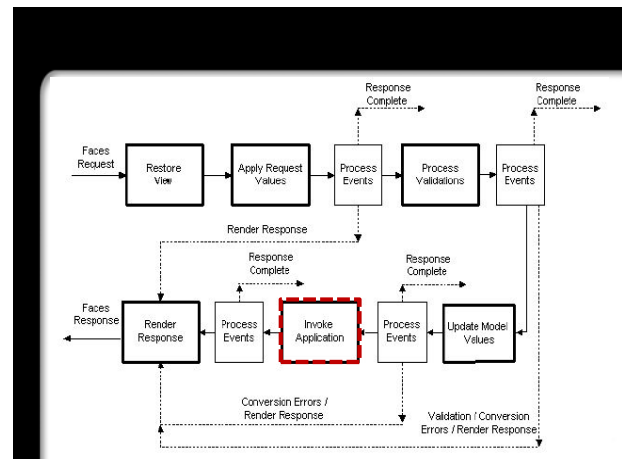 Response
Complete
Response
Complete
Faces
Request
Restore
View
Apply Request
Values
Process
Events
Process
Validations
Process
Events
Render Response
Response
Complete
Response
Complete
Faces
Response
Render
Response
Process
Events
Invoke
Application
Process
Events
Update Model
Values
Conversion Errors /
Render Response
Validation / Conversion
Errors / Render Response